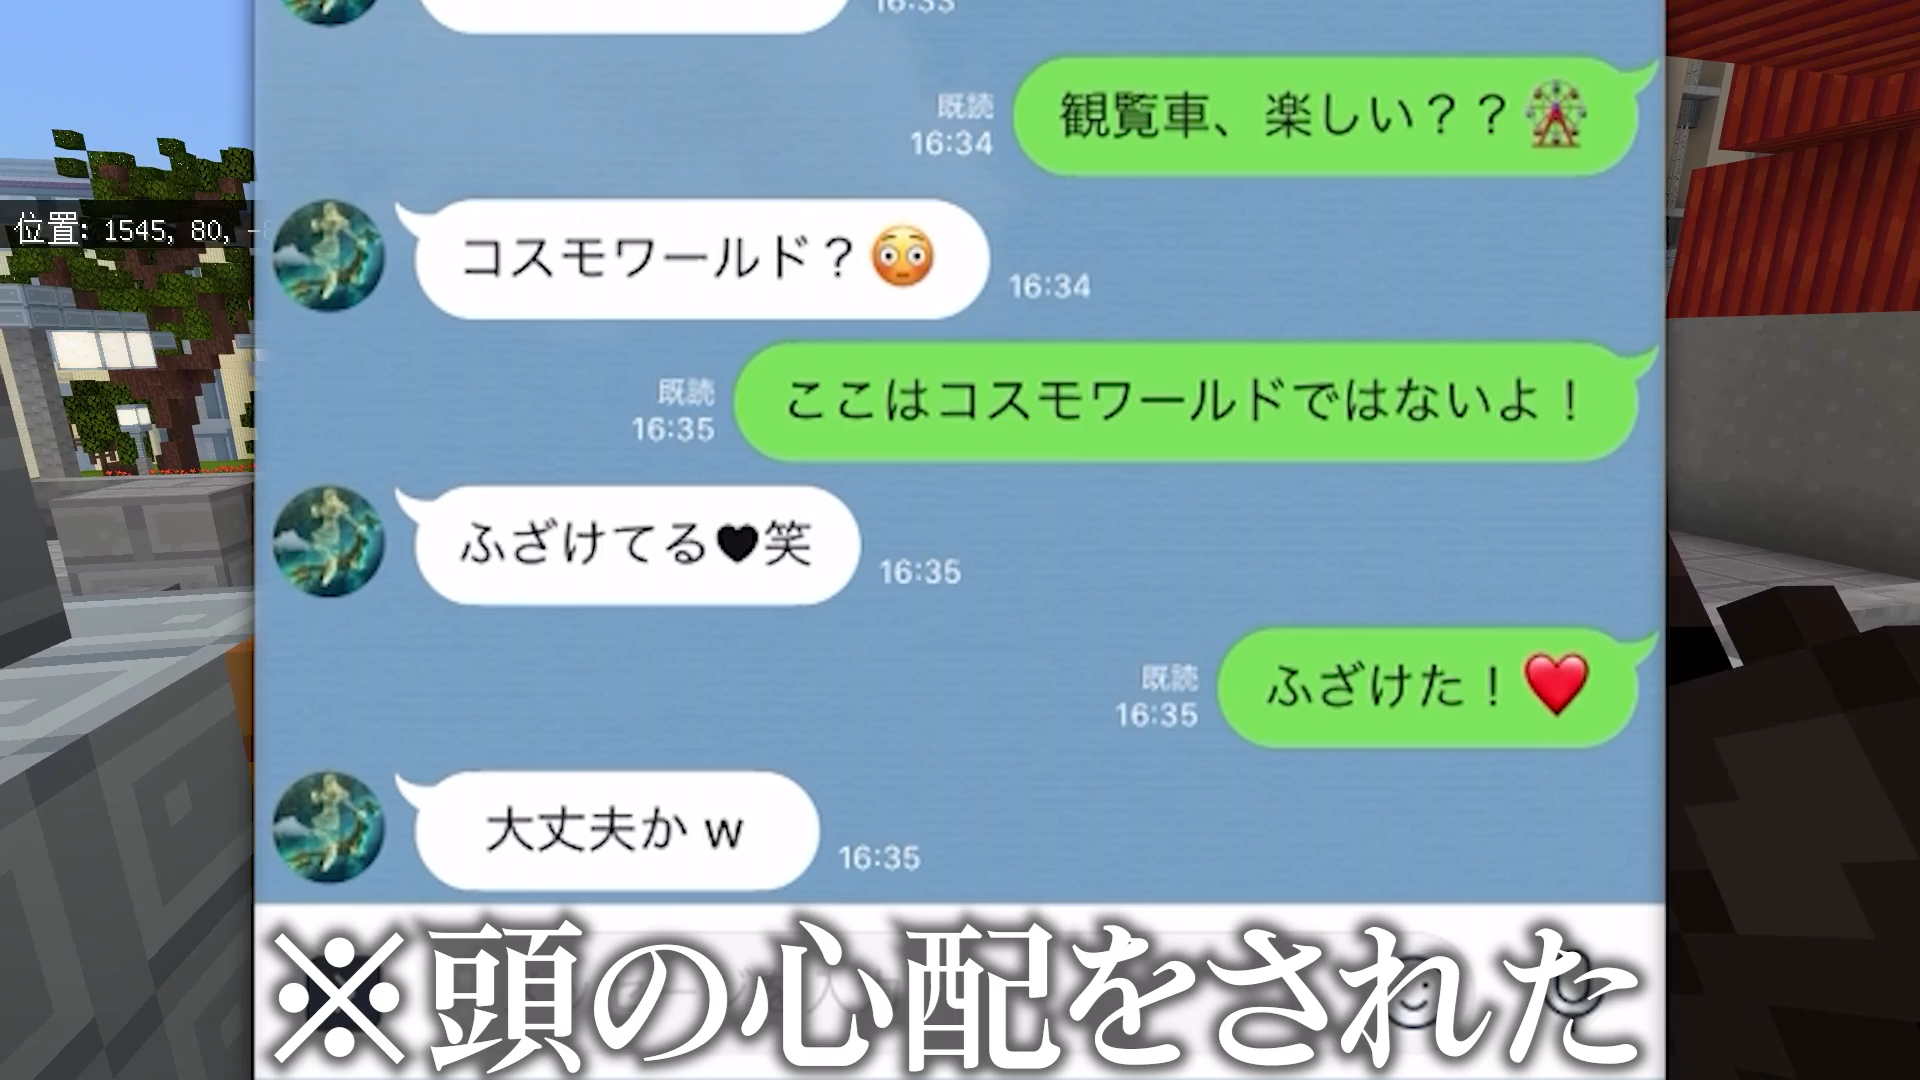 16:33
既読
16:34
観覧車、楽しい？？🎡
位置: 1545, 80, -
コスモワールド？😳
16:34
既読
16:35
ここはコスモワールドではないよ！
ふざけてる♥笑
16:35
既読
16:35
ふざけた！❤️
大丈夫か w
16:35
※頭の心配をされた